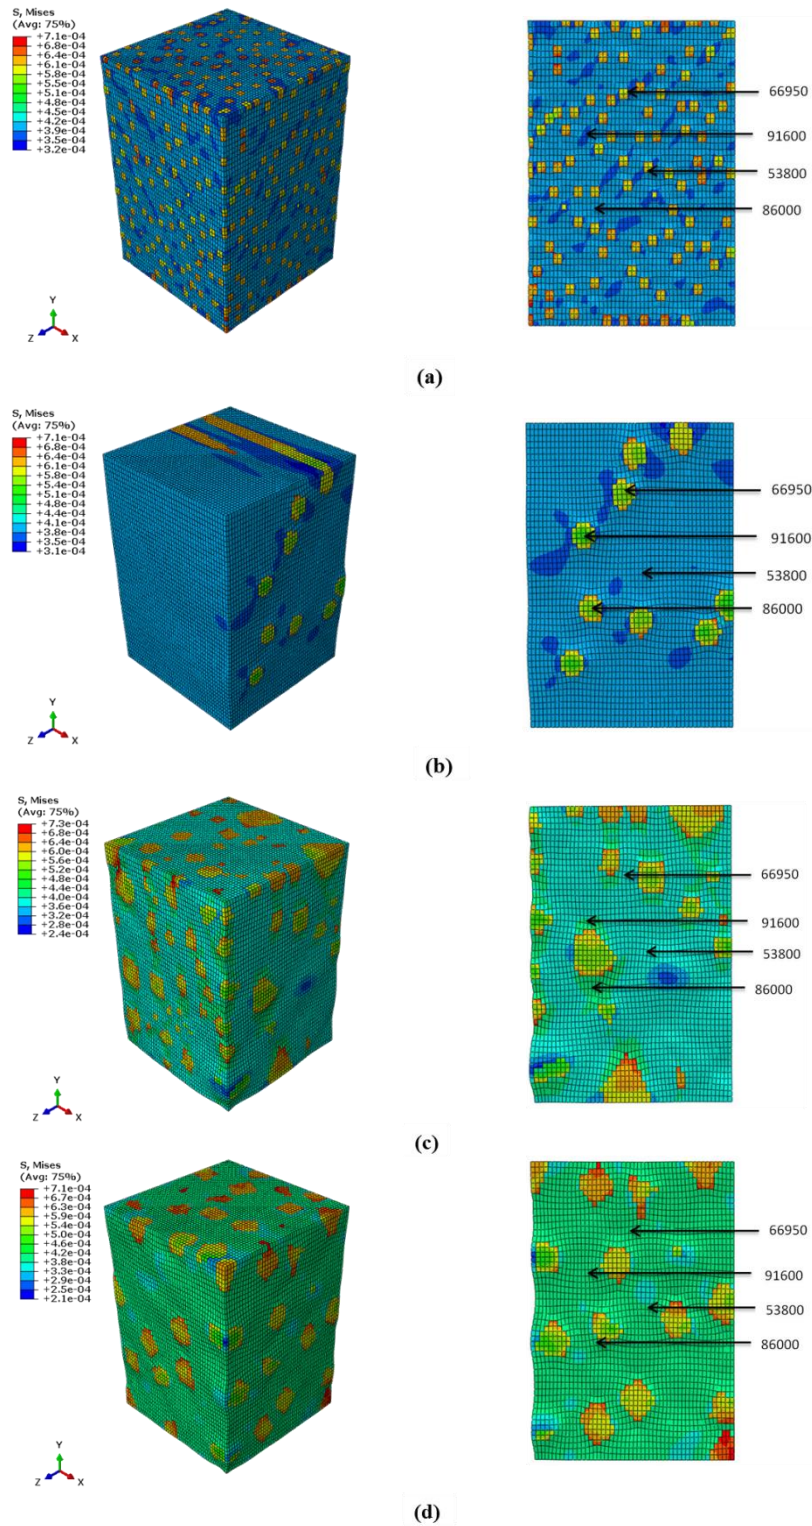 S, Mises
(Avg: 75%)
+7.1e-04
+6.8e-04
+6.4e-04
+6.1e-04
+5.8e-04
+5.5e-04
+5.1e-04
+4.8e-04
+4.5e-04
+4.2e-04
+3.9e-04
+3.5e-04
+3.2e-04
Y
Z
X
66950
91600
53800
86000
(a)
S, Mises
(Avg: 75%)
+7.1e-04
+6.8e-04
+6.4e-04
+6.1e-04
+5.8e-04
+5.4e-04
+5.1e-04
+4.8e-04
+4.4e-04
+4.1e-04
+3.8e-04
+3.5e-04
+3.1e-04
Y
Z
X
66950
91600
53800
86000
(b)
S, Mises
(Avg: 75%)
+7.3e-04
+6.8e-04
+6.4e-04
+6.0e-04
+5.6e-04
+5.2e-04
+4.8e-04
+4.4e-04
+4.0e-04
+3.6e-04
+3.2e-04
+2.8e-04
+2.4e-04
Y
Z
X
66950
91600
53800
86000
(c)
S, Mises
(Avg: 75%)
+7.1e-04
+6.7e-04
+6.3e-04
+5.9e-04
+5.4e-04
+5.0e-04
+4.6e-04
+4.2e-04
+3.8e-04
+3.3e-04
+2.9e-04
+2.5e-04
+2.1e-04
Y
Z
X
66950
91600
53800
86000
(d)